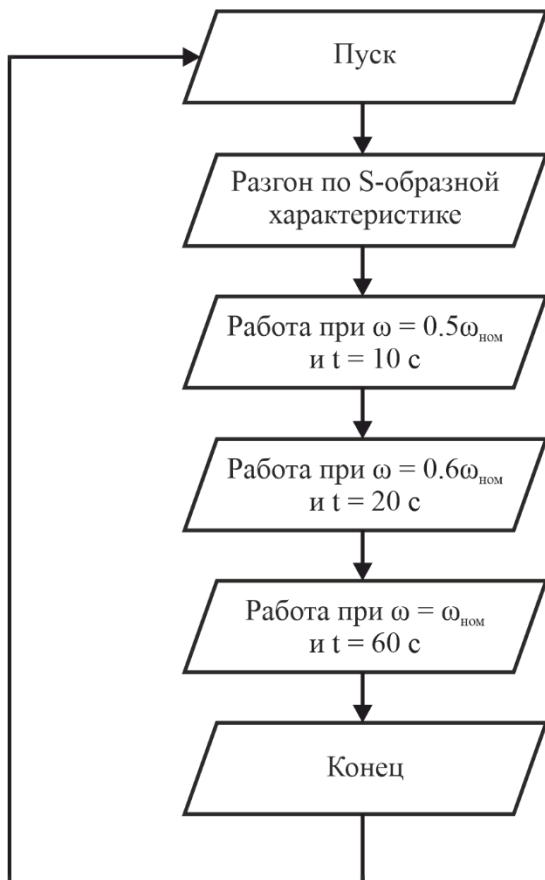 Пуск
Разгон по S-образной
характеристике
Работа при ω = 0.5ωном
и t = 10 с
Работа при ω = 0.6ωном
и t = 20 с
Работа при ω = ωном
и t = 60 с
Конец